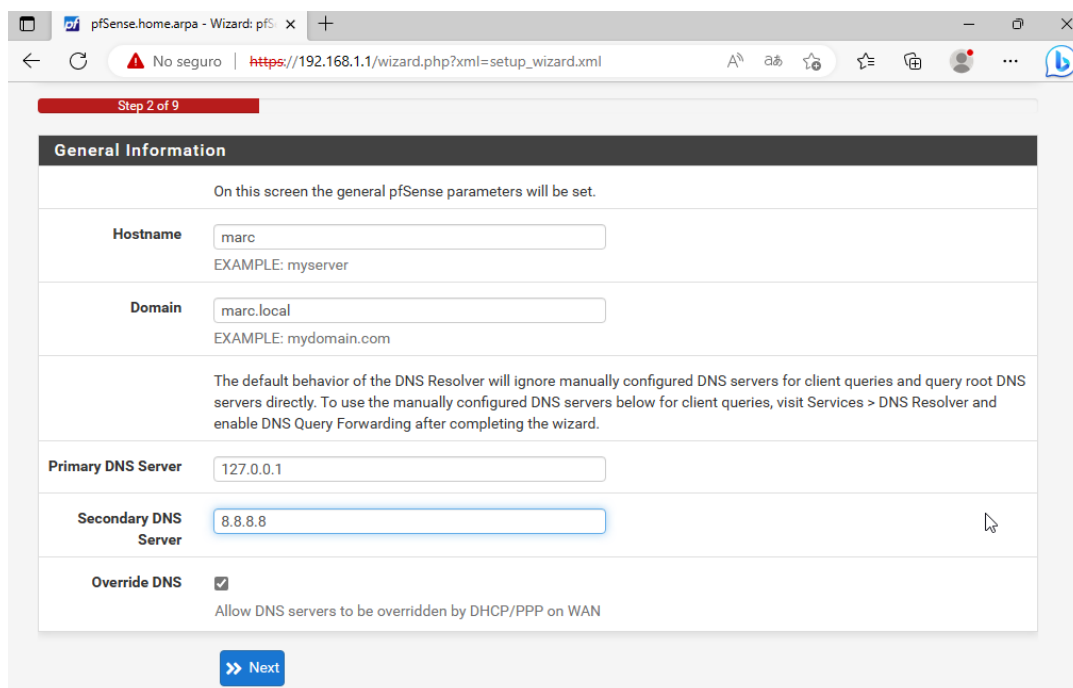 pfSense.home.arpa - Wizard: pfS
No seguro | https://192.168.1.1/wizard.php?xml=setup_wizard.xml
Step 2 of 9
General Information
On this screen the general pfSense parameters will be set.
Hostname
marc
EXAMPLE: myserver
Domain
marc.local
EXAMPLE: mydomain.com
The default behavior of the DNS Resolver will ignore manually configured DNS servers for client queries and query root DNS
servers directly. To use the manually configured DNS servers below for client queries, visit Services > DNS Resolver and
enable DNS Query Forwarding after completing the wizard.
Primary DNS Server
127.0.0.1
Secondary DNS
Server
8.8.8.8
Override DNS
Allow DNS servers to be overridden by DHCP/PPP on WAN
Next